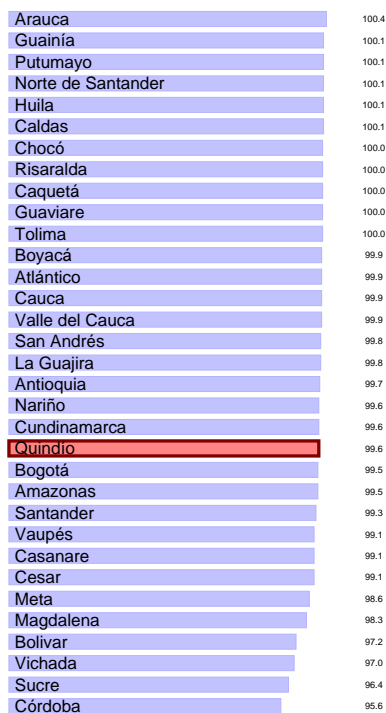 Arauca 100.4
Guainía 100.1
Putumayo 100.1
Norte de Santander 100.1
Huila 100.1
Caldas 100.1
Chocó 100.0
Risaralda 100.0
Caquetá 100.0
Guaviare 100.0
Tolima 100.0
Boyacá 99.9
Atlántico 99.9
Cauca 99.9
Valle del Cauca 99.9
San Andrés 99.8
La Guajira 99.8
Antioquia 99.7
Nariño 99.6
Cundinamarca 99.6
Quindío 99.6
Bogotá 99.5
Amazonas 99.5
Santander 99.3
Vaupés 99.1
Casanare 99.1
Cesar 99.1
Meta 98.6
Magdalena 98.3
Bolivar 97.2
Vichada 97.0
Sucre 96.4
Córdoba 95.6